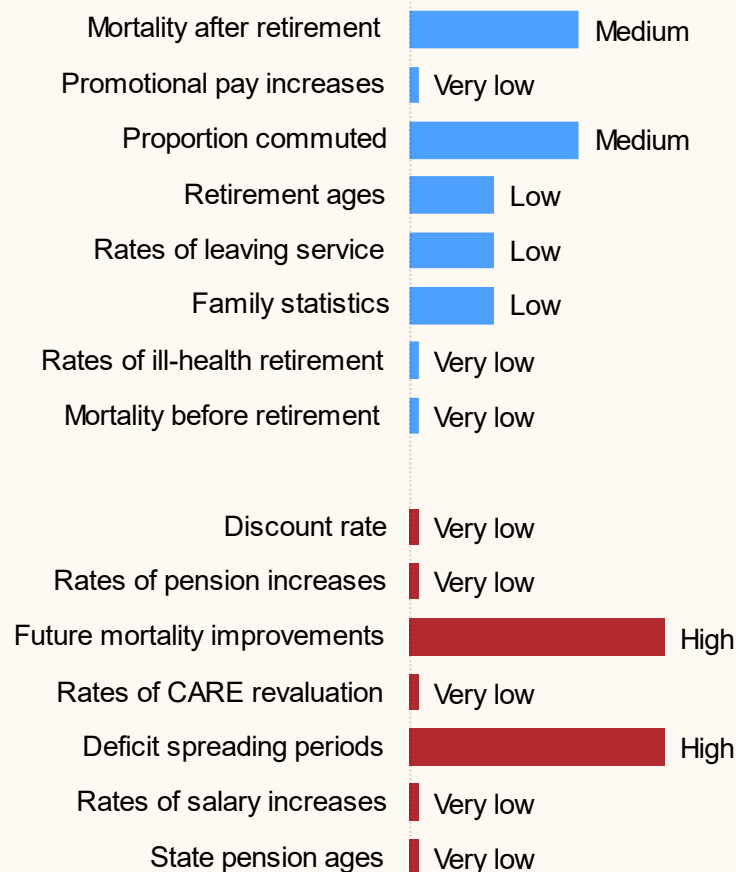 Mortality after retirement Medium
Promotional pay increases Very low
Proportion commuted Medium
Retirement ages Low
Rates of leaving service Low
Family statistics Low
Rates of ill-health retirement Very low
Mortality before retirement Very low
Discount rate Very low
Rates of pension increases Very low
Future mortality improvements High
Rates of CARE revaluation Very low
Deficit spreading periods High
Rates of salary increases Very low
State pension ages Very low